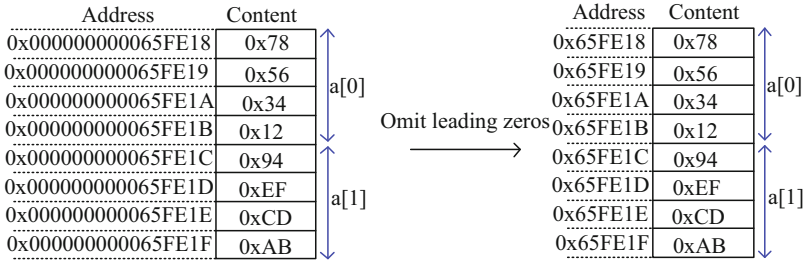 Address Content Address Content
0x000000000065FE18 0x78 0x65FE18 0x78
0x000000000065FE19 0x56 0x65FE19 0x56
a[0] a[0]
0x000000000065FE1A 0x34 0x65FE1A 0x34
0x000000000065FE1B 0x12 Omit leading zeros 0x65FE1B 0x12
0x000000000065FE1C 0x94 0x65FE1C 0x94
0x000000000065FE1D 0xEF 0x65FE1D 0xEF
a[1] a[1]
0x000000000065FE1E 0xCD 0x65FE1E 0xCD
0x000000000065FE1F 0xAB 0x65FE1F 0xAB